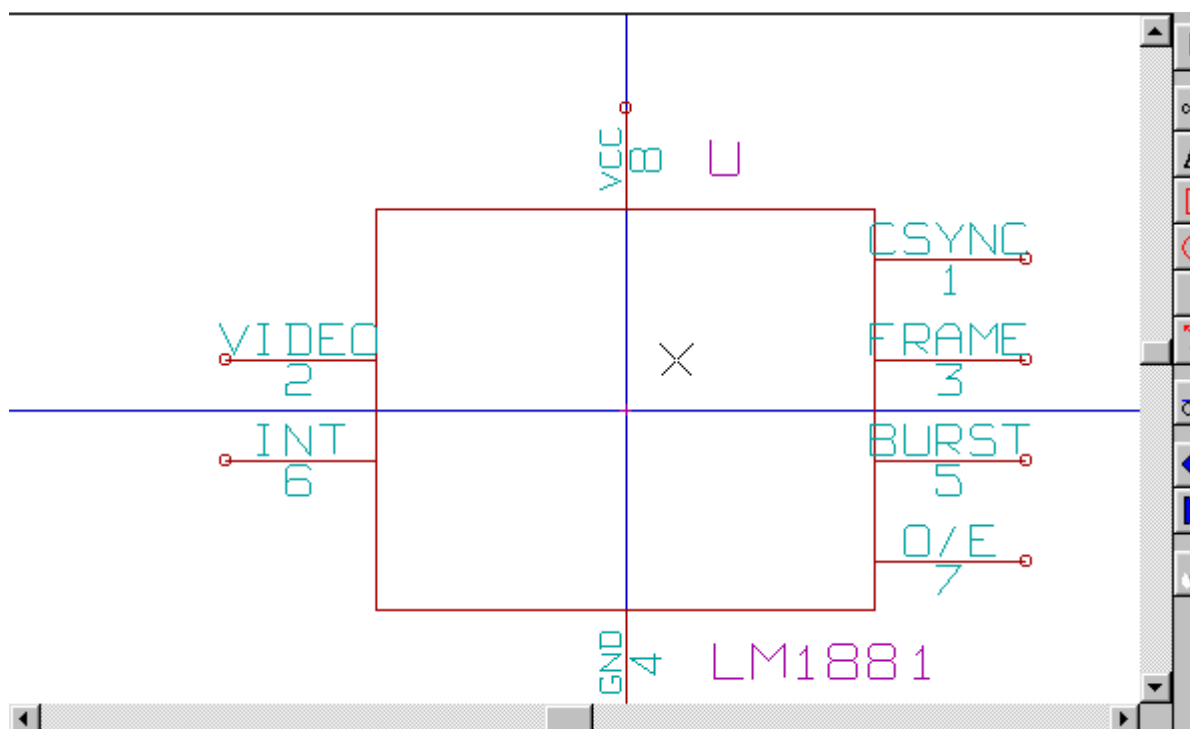 VCC
8
U
CSYNC
1
VIDEO
2
FRAME
3
INT
6
BURST
5
O/E
7
GND
4
LM1881